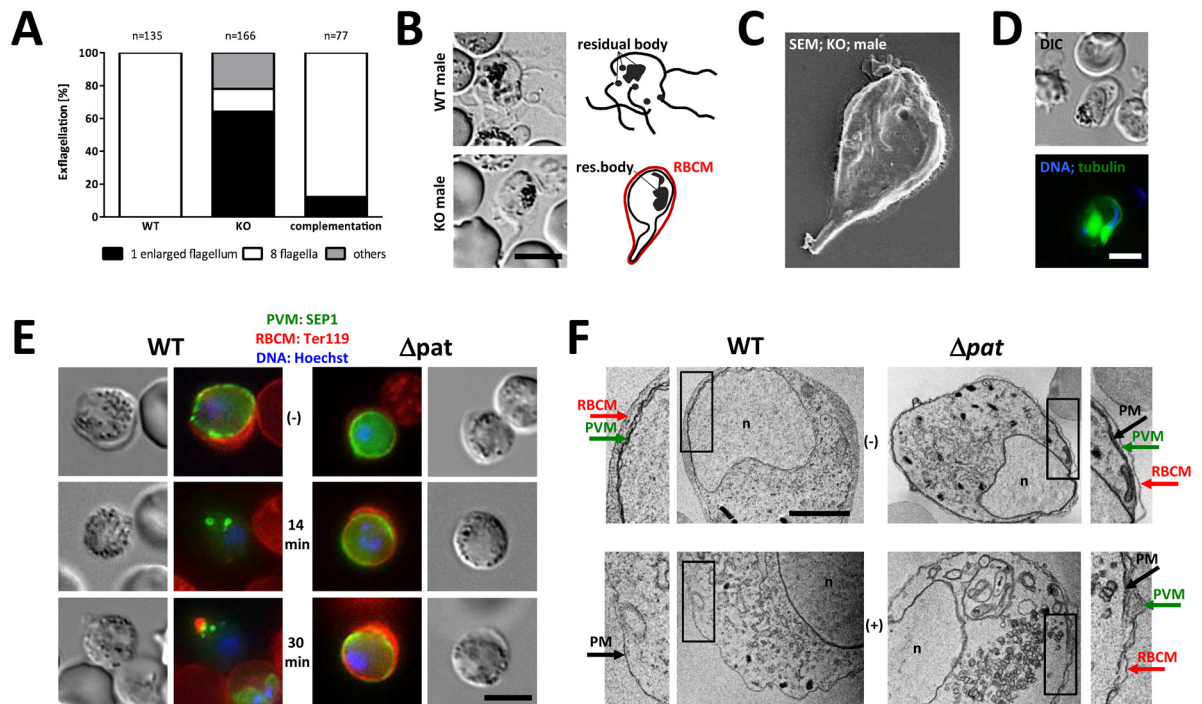 A
n=135
n=166
n=77
Exflagellation [%]
100
80
60
40
20
0
WT
KO
complementation
1 enlarged flagellum
8 flagella
others
B
WT male
residual body
KO male
res.body
RBCM
C
SEM; KO; male
D
DIC
DNA; tubulin
E
WT
PVM: SEP1
RBCM: Ter119
DNA: Hoechst
Δpat
(-)
14
min
30
min
F
WT
Δpat
RBCM
PVM
n
(-)
n
PM
PVM
RBCM
PM
n
(+)
n
PM
PVM
RBCM